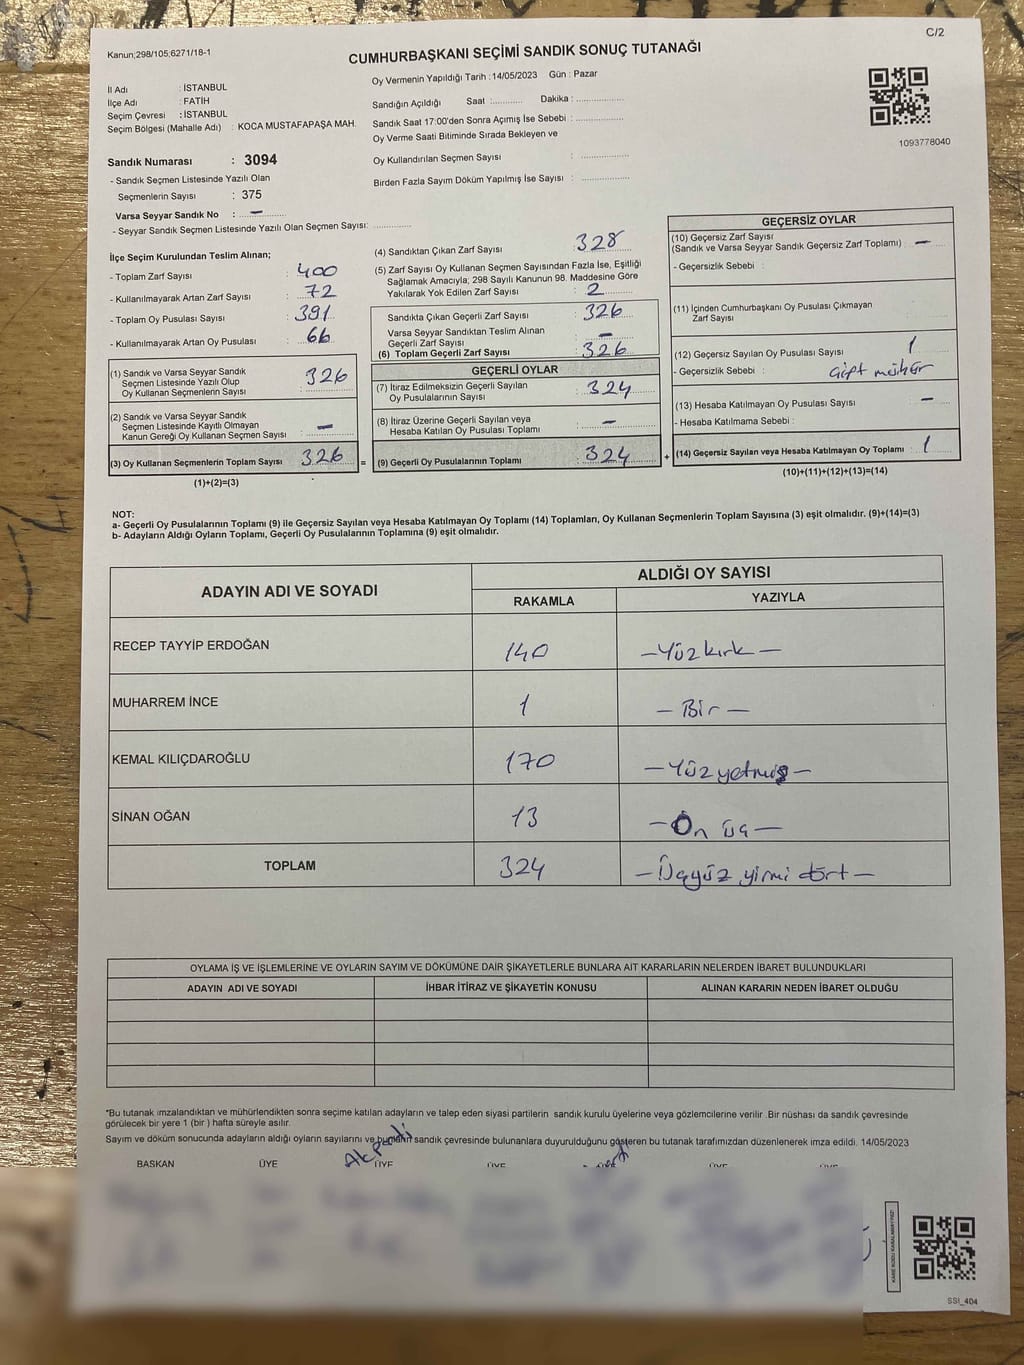 C/2
Kanun;298/105;6271/18-1
CUMHURBAŞKANI SEÇİMİ SANDIK SONUÇ TUTANAĞI
İl Adı : İSTANBUL
İlçe Adı : FATİH
Seçim Çevresi : İSTANBUL
Seçim Bölgesi (Mahalle Adı) : KOCA MUSTAFAPAŞA MAH.
Sandık Numarası : 3094
- Sandık Seçmen Listesinde Yazılı Olan
Seçmenlerin Sayısı : 375
Varsa Seyyar Sandık No : —
- Seyyar Sandık Seçmen Listesinde Yazılı Olan Seçmen Sayısı: ..............
Oy Vermenin Yapıldığı Tarih :14/05/2023 Gün : Pazar
Sandığın Açıldığı Saat :........... Dakika : ................
Sandık Saat 17:00'den Sonra Açımış İse Sebebi : ................
Oy Verme Saati Bitiminde Sırada Bekleyen ve
Oy Kullandırılan Seçmen Sayısı : ................
Birden Fazla Sayım Döküm Yapılmış İse Sayısı : ................
1093778040
İlçe Seçim Kurulundan Teslim Alınan;
- Toplam Zarf Sayısı : 400
- Kullanılmayarak Artan Zarf Sayısı : 72
- Toplam Oy Pusulası Sayısı : 391
- Kullanılmayarak Artan Oy Pusulası : 66
(1) Sandık ve Varsa Seyyar Sandık
Seçmen Listesinde Yazılı Olup
Oy Kullanan Seçmenlerin Sayısı 326
(2) Sandık ve Varsa Seyyar Sandık
Seçmen Listesinde Kayıtlı Olmayan
Kanun Gereği Oy Kullanan Seçmen Sayısı : —
(3) Oy Kullanan Seçmenlerin Toplam Sayısı 326
(1)+(2)=(3)
(4) Sandıktan Çıkan Zarf Sayısı : 328
(5) Zarf Sayısı Oy Kullanan Seçmen Sayısından Fazla İse, Eşitliği
Sağlamak Amacıyla; 298 Sayılı Kanunun 98. Maddesine Göre
Yakılarak Yok Edilen Zarf Sayısı : 2
Sandıkta Çıkan Geçerli Zarf Sayısı : 326
Varsa Seyyar Sandıktan Teslim Alınan
Geçerli Zarf Sayısı : —
(6) Toplam Geçerli Zarf Sayısı : 326
GEÇERLİ OYLAR
(7) İtiraz Edilmeksizin Geçerli Sayılan
Oy Pusulalarının Sayısı : 324
(8) İtiraz Üzerine Geçerli Sayılan veya
Hesaba Katılan Oy Pusulası Toplamı : —
= (9) Geçerli Oy Pusulalarının Toplamı : 324 +
GEÇERSİZ OYLAR
(10) Geçersiz Zarf Sayısı
(Sandık ve Varsa Seyyar Sandık Geçersiz Zarf Toplamı) : —
- Geçersizlik Sebebi :
(11) İçinden Cumhurbaşkanı Oy Pusulası Çıkmayan
Zarf Sayısı :
(12) Geçersiz Sayılan Oy Pusulası Sayısı : 1
- Geçersizlik Sebebi : Çift mühür
(13) Hesaba Katılmayan Oy Pusulası Sayısı : —
- Hesaba Katılmama Sebebi :
(14) Geçersiz Sayılan veya Hesaba Katılmayan Oy Toplamı : 1
(10)+(11)+(12)+(13)=(14)
NOT:
a- Geçerli Oy Pusulalarının Toplamı (9) ile Geçersiz Sayılan veya Hesaba Katılmayan Oy Toplamı (14) Toplamları, Oy Kullanan Seçmenlerin Toplam Sayısına (3) eşit olmalıdır. (9)+(14)=(3)
b- Adayların Aldığı Oyların Toplamı, Geçerli Oy Pusulalarının Toplamına (9) eşit olmalıdır.
ADAYIN ADI VE SOYADI
ALDIĞI OY SAYISI
RAKAMLA YAZIYLA
RECEP TAYYİP ERDOĞAN 140 — Yüz kırk —
MUHARREM İNCE 1 — Bir —
KEMAL KILIÇDAROĞLU 170 — Yüz yetmiş —
SİNAN OĞAN 13 — On üç —
TOPLAM 324 — Üçyüz yirmi dört —
OYLAMA İŞ VE İŞLEMLERİNE VE OYLARIN SAYIM VE DÖKÜMÜNE DAİR ŞİKAYETLERLE BUNLARA AİT KARARLARIN NELERDEN İBARET BULUNDUKLARI
ADAYIN ADI VE SOYADI İHBAR İTİRAZ VE ŞİKAYETİN KONUSU ALINAN KARARIN NEDEN İBARET OLDUĞU
*Bu tutanak imzalandıktan ve mühürlendikten sonra seçime katılan adayların ve talep eden siyasi partilerin sandık kurulu üyelerine veya gözlemcilerine verilir .Bir nüshası da sandık çevresinde
görülecek bir yere 1 (bir ) hafta süreyle asılır.
Sayım ve döküm sonucunda adayların aldığı oyların sayılarını ve bunların sandık çevresinde bulunanlara duyurulduğunu gösteren bu tutanak tarafımızdan düzenlenerek imza edildi. 14/05/2023
Ak Parti
BAŞKAN ÜYE ÜYE ÜYE ÜYE ÜYE
KARE KODU KARALAMAYINIZ!
SSI_404